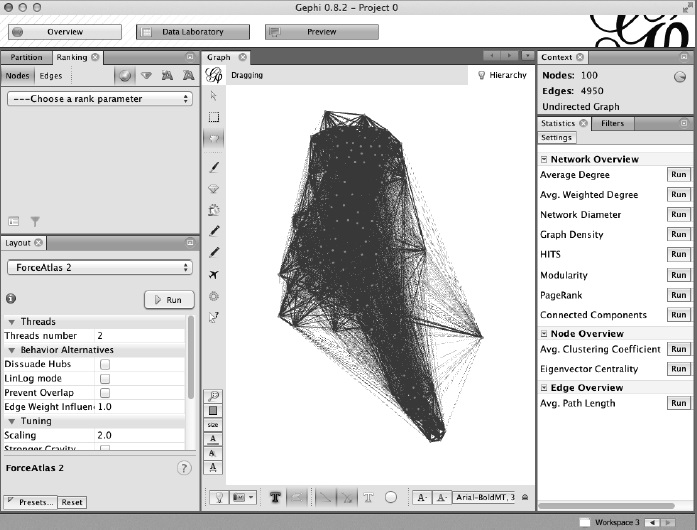 Gephi 0.8.2 - Project 0
Overview
Data Laboratory
Preview
Partition
Ranking
Nodes Edges
---Choose a rank parameter
Layout
ForceAtlas 2
Run
Threads
Threads number 2
Behavior Alternatives
Dissuade Hubs
LinLog mode
Prevent Overlap
Edge Weight Influen 1.0
Tuning
Scaling 2.0
Stronger Gravity
ForceAtlas 2
?
Presets...
Reset
Graph
Dragging
Hierarchy
size
A
A
A
T
T
A-
A-
Arial-BoldMT, 3
Context
Nodes: 100
Edges: 4950
Undirected Graph
Statistics
Filters
Settings
Network Overview
Average Degree Run
Avg. Weighted Degree Run
Network Diameter Run
Graph Density Run
HITS Run
Modularity Run
PageRank Run
Connected Components Run
Node Overview
Avg. Clustering Coefficient Run
Eigenvector Centrality Run
Edge Overview
Avg. Path Length Run
Workspace 3